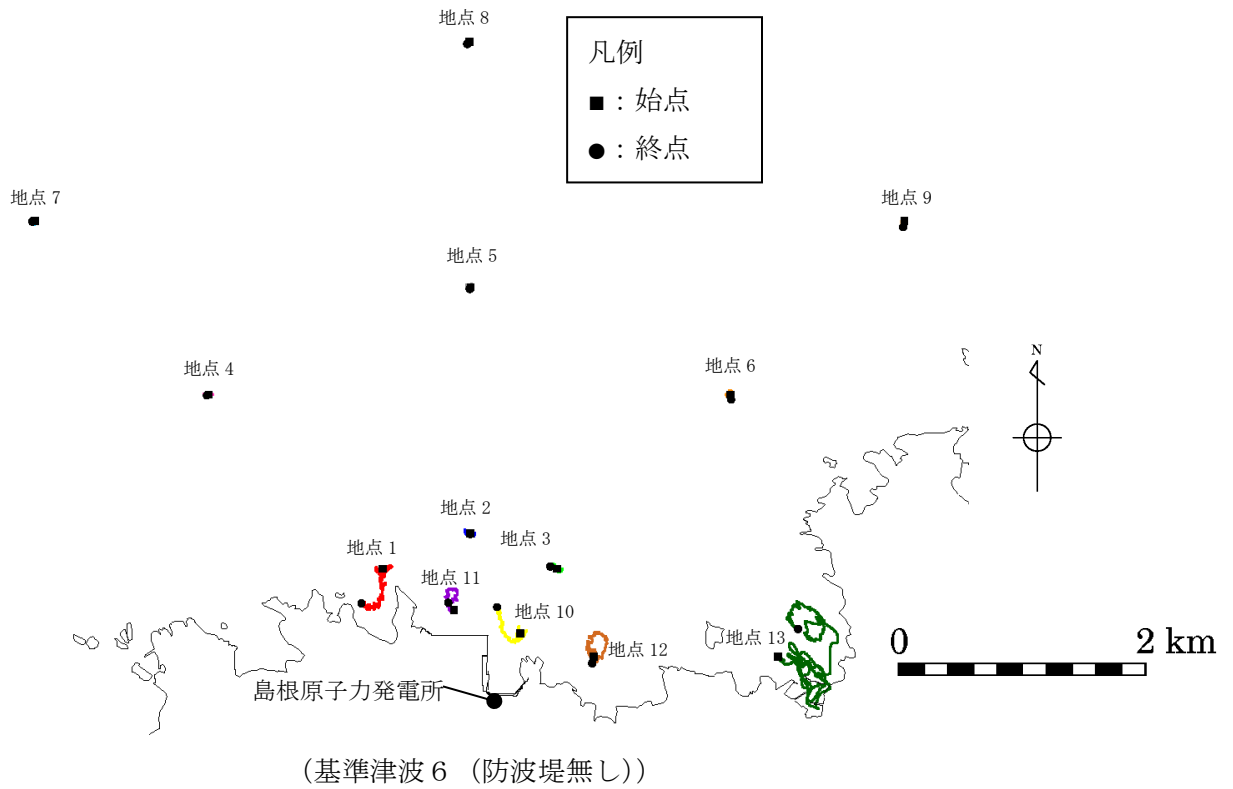 地点 8
凡例
■：始点
●：終点
地点 7
地点 9
地点 5
地点 4
地点 6
N
地点 2
地点 1
地点 3
地点 11
地点 10
地点 12
地点 13
0
2 km
島根原子力発電所
（基準津波６（防波堤無し））